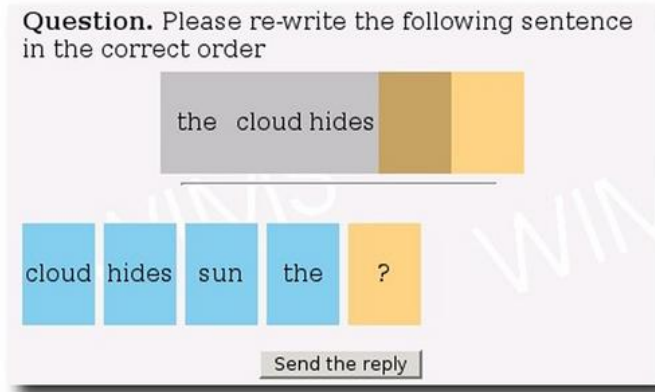 Question. Please re-write the following sentence
in the correct order
the cloud hides
WIMS
cloud hides sun the ?
Send the reply